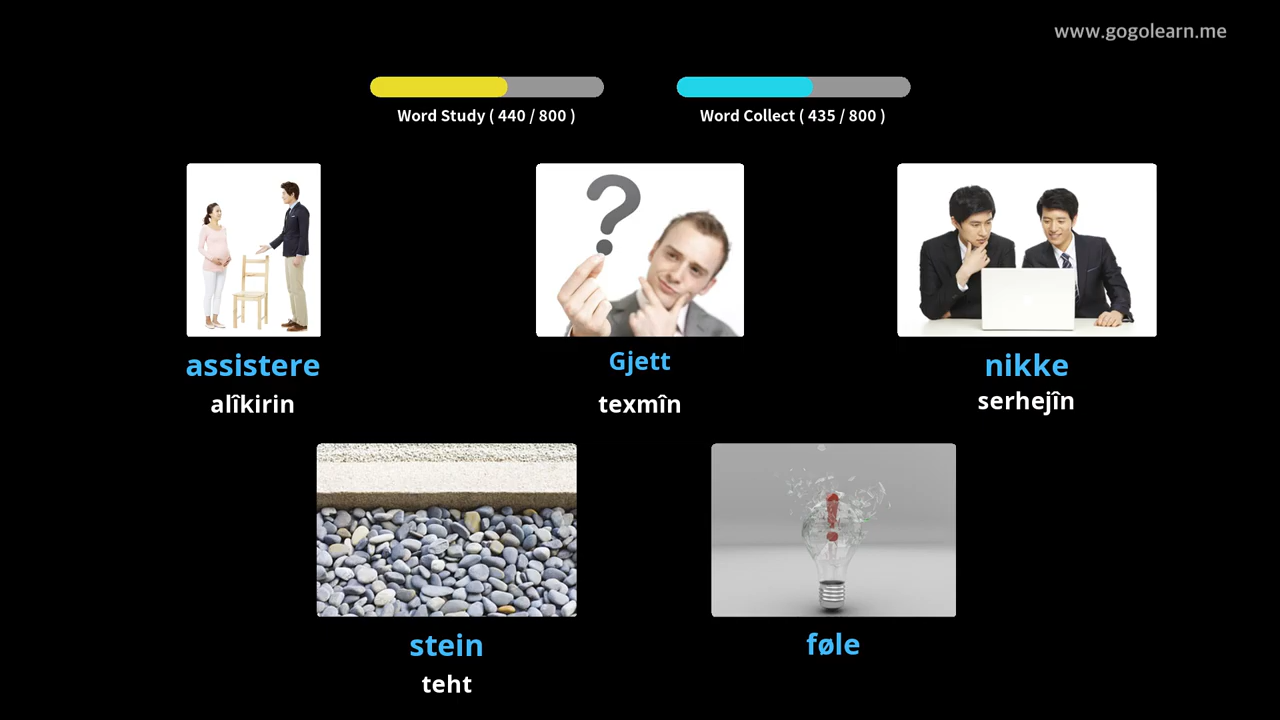 www.gogolearn.me
Word Study ( 440 / 800 )
Word Collect ( 435 / 800 )
assistere
alîkirin
Gjett
texmîn
nikke
serhejîn
stein
teht
føle